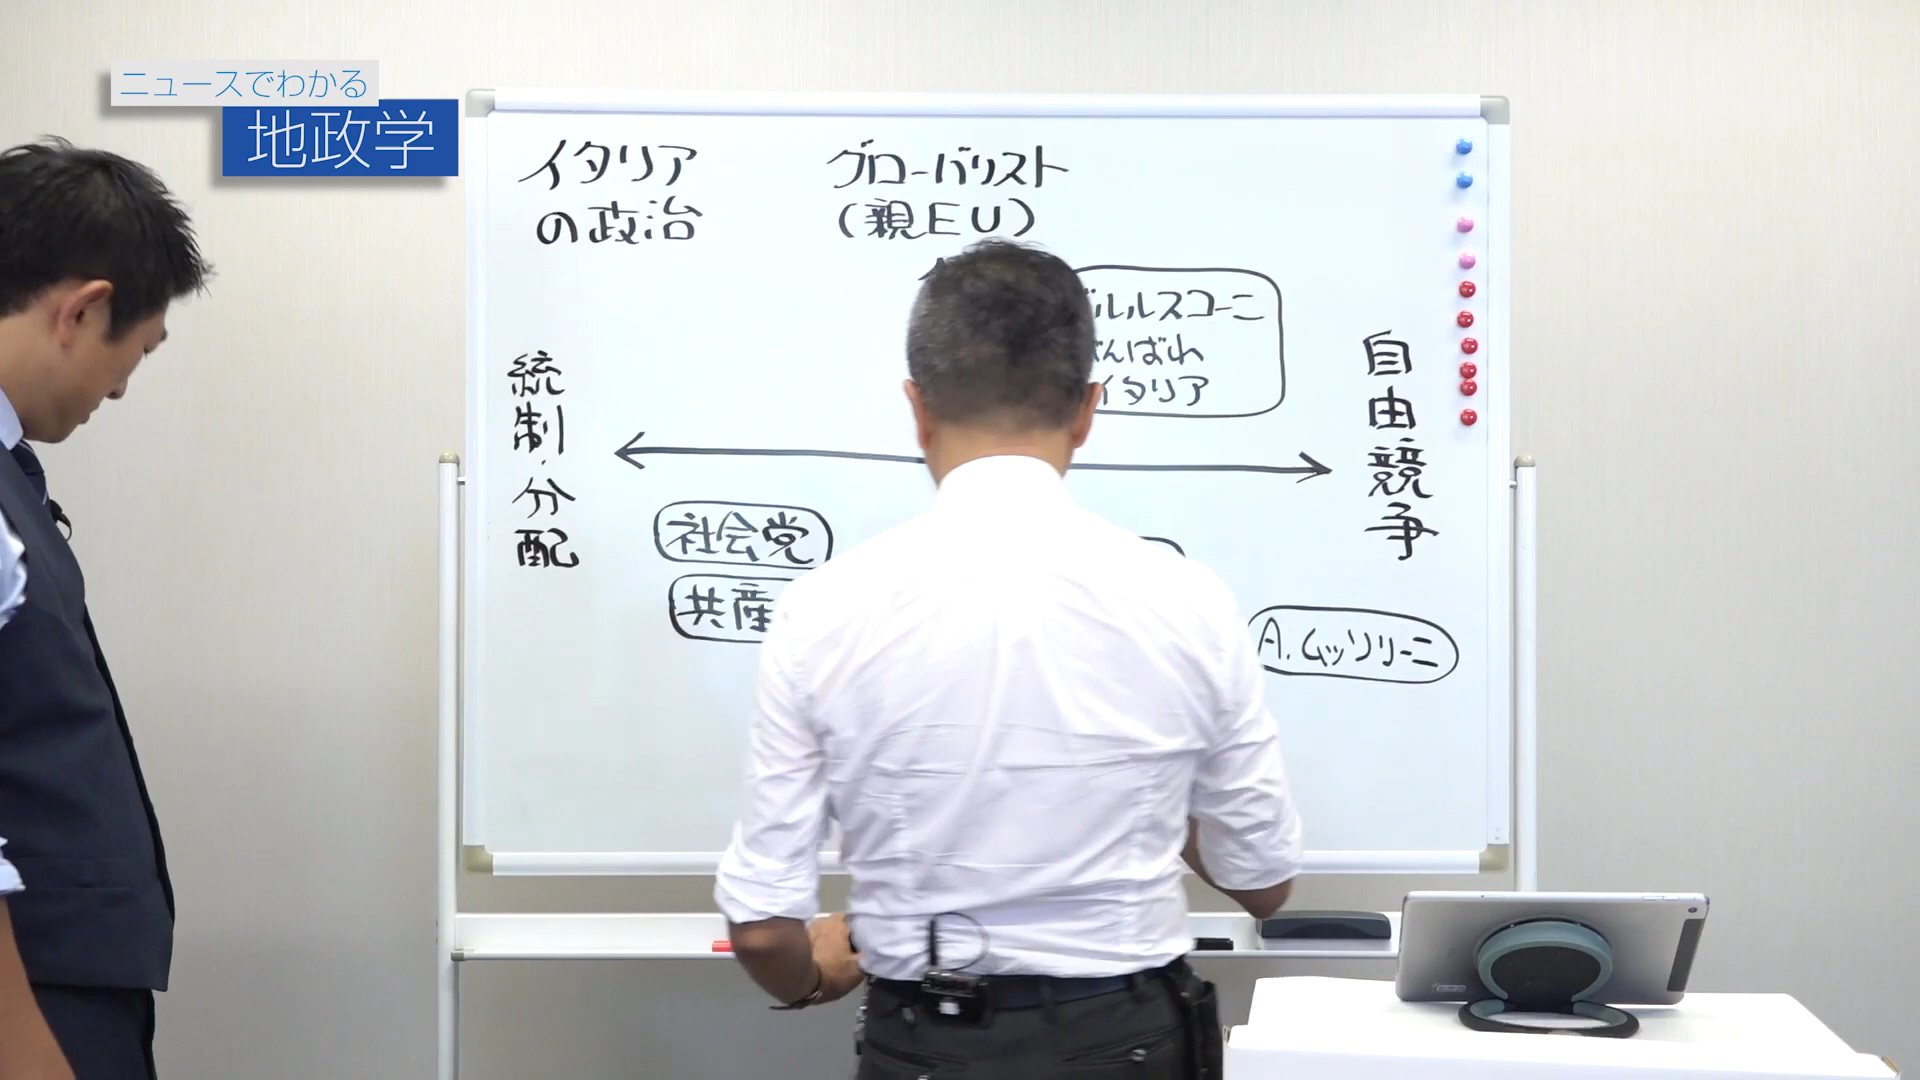 ニュースでわかる
地政学
イタリア
の政治
グローバリスト
(親EU)
ルルスコーニ
んばれ
イタリア
統制・分配
自由競争
社会党
共産
A.ムッソリーニ